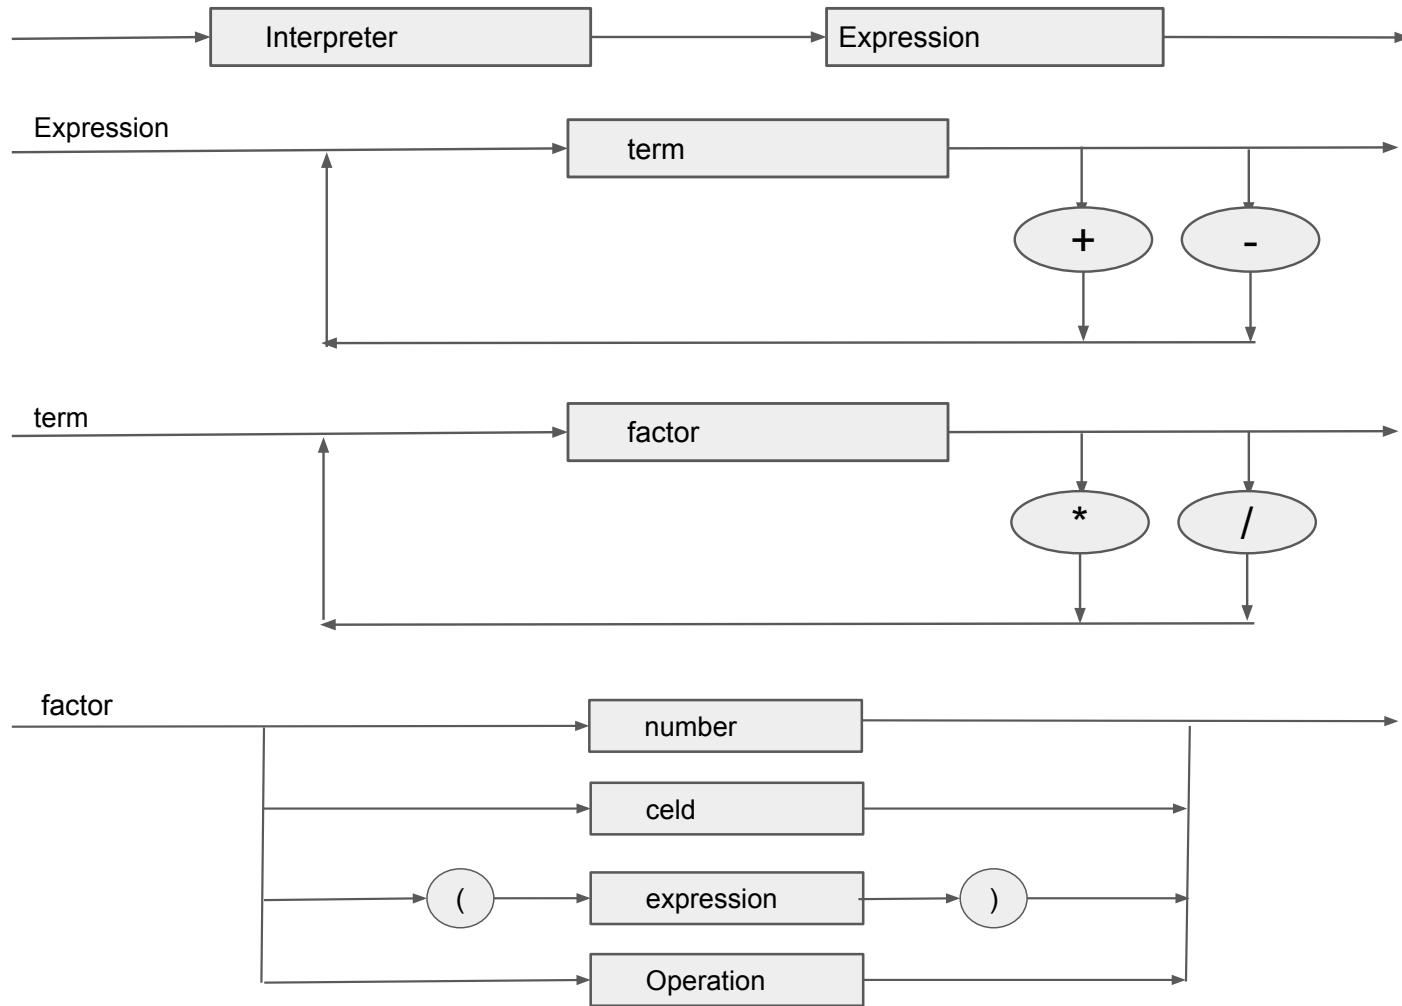 Interpreter
Expression
Expression
term
+
-
term
factor
*
/
factor
number
celd
(
expression
)
Operation